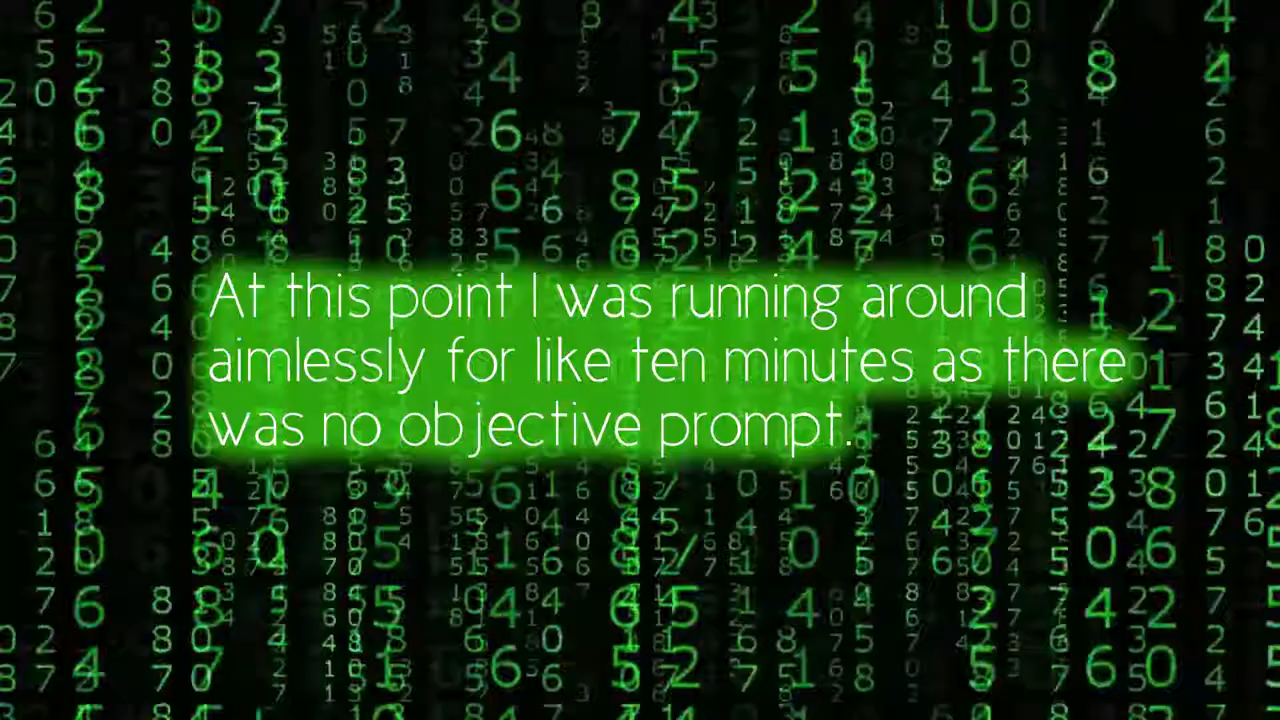 At this point I was running around
aimlessly for like ten minutes as there
was no objective prompt.